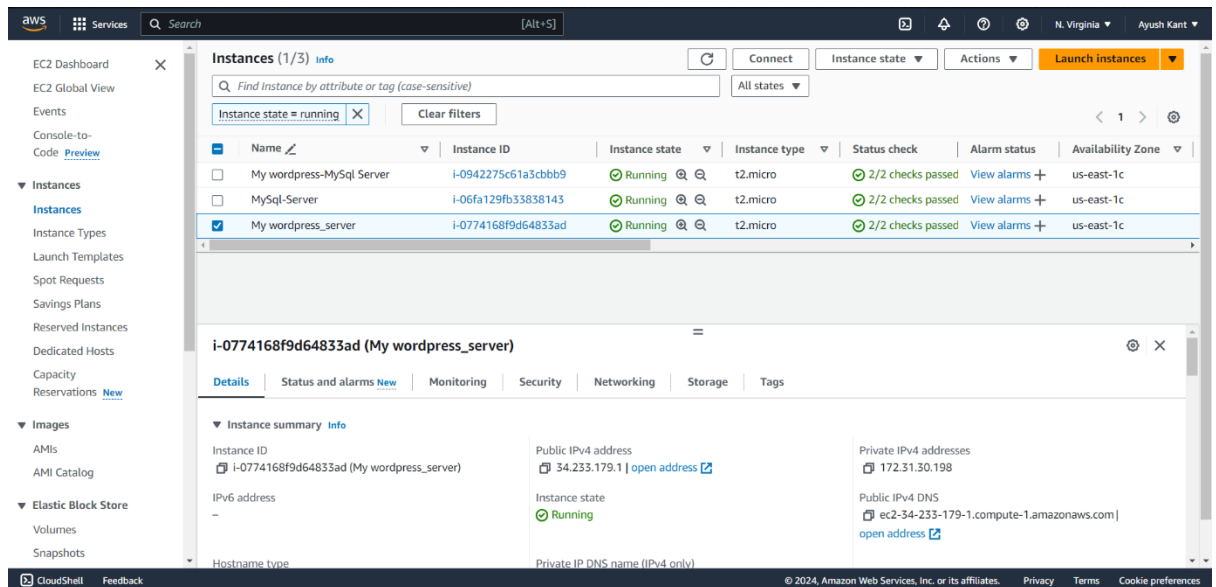 aws Services Search [Alt+S] N. Virginia ▼ Ayush Kant ▼
EC2 Dashboard
EC2 Global View
Events
Console-to-
Code Preview
▼ Instances
Instances
Instance Types
Launch Templates
Spot Requests
Savings Plans
Reserved Instances
Dedicated Hosts
Capacity
Reservations New
▼ Images
AMIs
AMI Catalog
▼ Elastic Block Store
Volumes
Snapshots
Instances (1/3) Info Connect Instance state ▼ Actions ▼ Launch instances ▼
Find Instance by attribute or tag (case-sensitive) All states ▼
Instance state = running Clear filters < 1 >
Name Instance ID Instance state Instance type Status check Alarm status Availability Zone
My wordpress-MySql Server i-0942275c61a3cbbb9 Running t2.micro 2/2 checks passed View alarms + us-east-1c
MySql-Server i-06fa129fb33838143 Running t2.micro 2/2 checks passed View alarms + us-east-1c
My wordpress_server i-0774168f9d64833ad Running t2.micro 2/2 checks passed View alarms + us-east-1c
i-0774168f9d64833ad (My wordpress_server)
Details Status and alarms New Monitoring Security Networking Storage Tags
▼ Instance summary Info
Instance ID Public IPv4 address Private IPv4 addresses
i-0774168f9d64833ad (My wordpress_server) 34.233.179.1 | open address 172.31.30.198
IPv6 address Instance state Public IPv4 DNS
– Running ec2-34-233-179-1.compute-1.amazonaws.com |
open address
Hostname type Private IP DNS name (IPv4 only)
CloudShell Feedback © 2024, Amazon Web Services, Inc. or its affiliates. Privacy Terms Cookie preferences